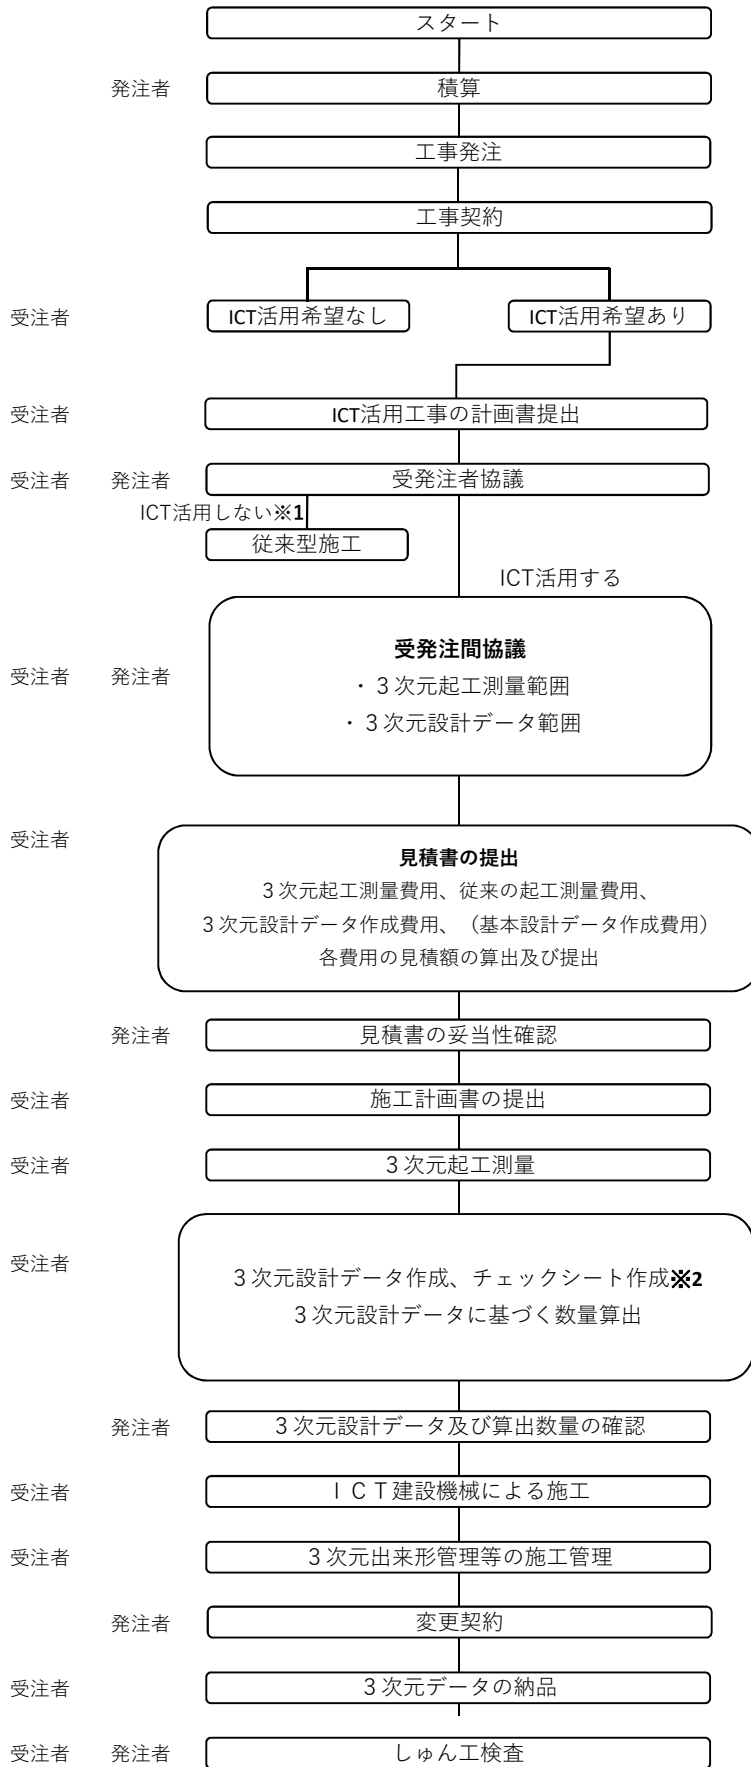 スタート
発注者 積算
工事発注
工事契約
受注者 ICT活用希望なし ICT活用希望あり
受注者 ICT活用工事の計画書提出
受注者 発注者 受発注者協議
ICT活用しない※1
従来型施工
ICT活用する
受発注間協議
受注者 発注者 ・３次元起工測量範囲
・３次元設計データ範囲
受注者
見積書の提出
３次元起工測量費用、従来の起工測量費用、
３次元設計データ作成費用、（基本設計データ作成費用）
各費用の見積額の算出及び提出
発注者 見積書の妥当性確認
受注者 施工計画書の提出
受注者 ３次元起工測量
受注者
３次元設計データ作成、チェックシート作成※2
３次元設計データに基づく数量算出
発注者 ３次元設計データ及び算出数量の確認
受注者 ＩＣＴ建設機械による施工
受注者 ３次元出来形管理等の施工管理
発注者 変更契約
受注者 ３次元データの納品
受注者 発注者 しゅん工検査